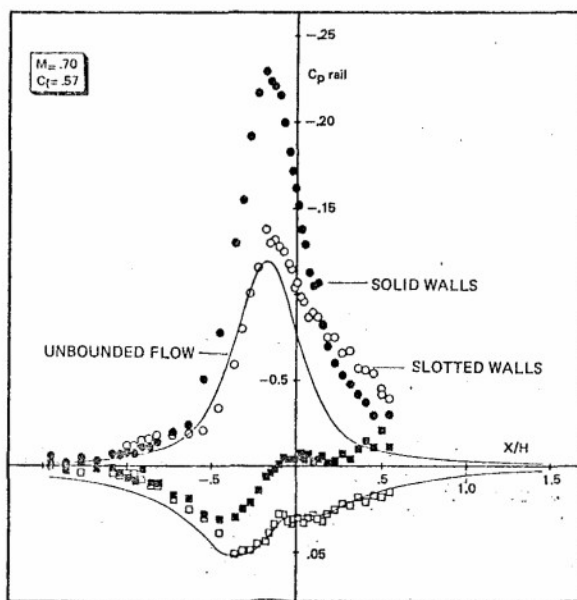 M= .70
Cℓ= .57
-.25
Cp rail
-.20
-.15
SOLID WALLS
UNBOUNDED FLOW
SLOTTED WALLS
-0.5
X/H
-.5
.5
1.0
1.5
.05